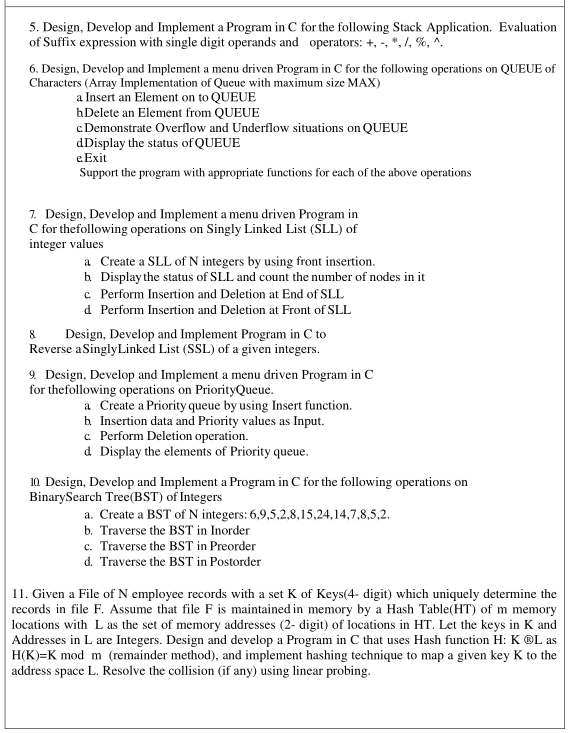 5. Design, Develop and Implement a Program in C for the following Stack Application. Evaluation
of Suffix expression with single digit operands and operators: +, -, *, /, %, ^.
6. Design, Develop and Implement a menu driven Program in C for the following operations on QUEUE of
Characters (Array Implementation of Queue with maximum size MAX)
a. Insert an Element on to QUEUE
b. Delete an Element from QUEUE
c. Demonstrate Overflow and Underflow situations on QUEUE
d. Display the status of QUEUE
e. Exit
Support the program with appropriate functions for each of the above operations
7. Design, Develop and Implement a menu driven Program in
C for thefollowing operations on Singly Linked List (SLL) of
integer values
a. Create a SLL of N integers by using front insertion.
b. Display the status of SLL and count the number of nodes in it
c. Perform Insertion and Deletion at End of SLL
d. Perform Insertion and Deletion at Front of SLL
8. Design, Develop and Implement Program in C to
Reverse a SinglyLinked List (SSL) of a given integers.
9. Design, Develop and Implement a menu driven Program in C
for thefollowing operations on PriorityQueue.
a. Create a Priority queue by using Insert function.
b. Insertion data and Priority values as Input.
c. Perform Deletion operation.
d. Display the elements of Priority queue.
10. Design, Develop and Implement a Program in C for the following operations on
BinarySearch Tree(BST) of Integers
a. Create a BST of N integers: 6,9,5,2,8,15,24,14,7,8,5,2.
b. Traverse the BST in Inorder
c. Traverse the BST in Preorder
d. Traverse the BST in Postorder
11. Given a File of N employee records with a set K of Keys(4- digit) which uniquely determine the
records in file F. Assume that file F is maintained in memory by a Hash Table(HT) of m memory
locations with L as the set of memory addresses (2- digit) of locations in HT. Let the keys in K and
Addresses in L are Integers. Design and develop a Program in C that uses Hash function H: K ®L as
H(K)=K mod m (remainder method), and implement hashing technique to map a given key K to the
address space L. Resolve the collision (if any) using linear probing.